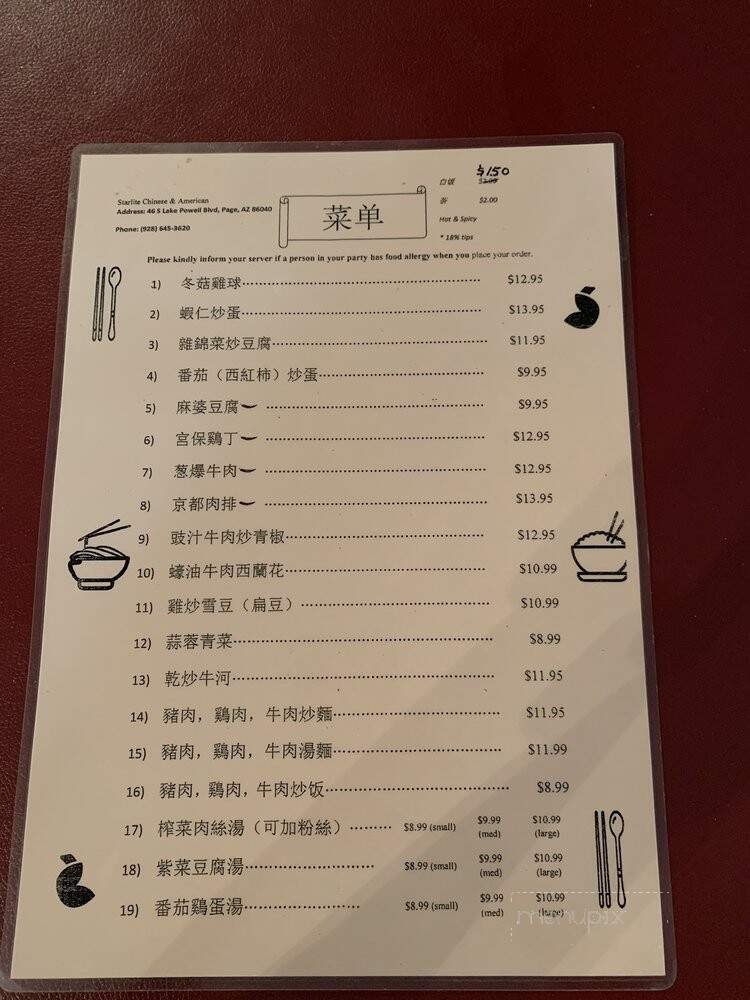 Starlite Chinese & American
Address: 46 S Lake Powell Blvd, Page, AZ 86040
Phone: (928) 645-3620
菜单
$1.50
白饭
$2.00
Hot & Spicy
* 18% tips
Please kindly inform your server if a person in your party has food allergy when you place your order.
1) 冬菇雞球 $12.95
2) 蝦仁炒蛋 $13.95
3) 雜錦菜炒豆腐 $11.95
4) 番茄（西紅柿）炒蛋 $9.95
5) 麻婆豆腐 $9.95
6) 宮保鷄丁 $12.95
7) 葱爆牛肉 $12.95
8) 京都肉排 $13.95
9) 豉汁牛肉炒青椒 $12.95
10) 蠔油牛肉西蘭花 $10.99
11) 雞炒雪豆（扁豆） $10.99
12) 蒜蓉青菜 $8.99
13) 乾炒牛河 $11.95
14) 豬肉，鷄肉，牛肉炒麵 $11.95
15) 豬肉，鷄肉，牛肉湯麵 $11.99
16) 豬肉，鷄肉，牛肉炒饭 $8.99
17) 榨菜肉絲湯（可加粉絲） $8.99 (small) $9.99 (med) $10.99 (large)
18) 紫菜豆腐湯 $8.99 (small) $9.99 (med) $10.99 (large)
19) 番茄鷄蛋湯 $8.99 (small) $9.99 (med) $10.99 (large)
menupix